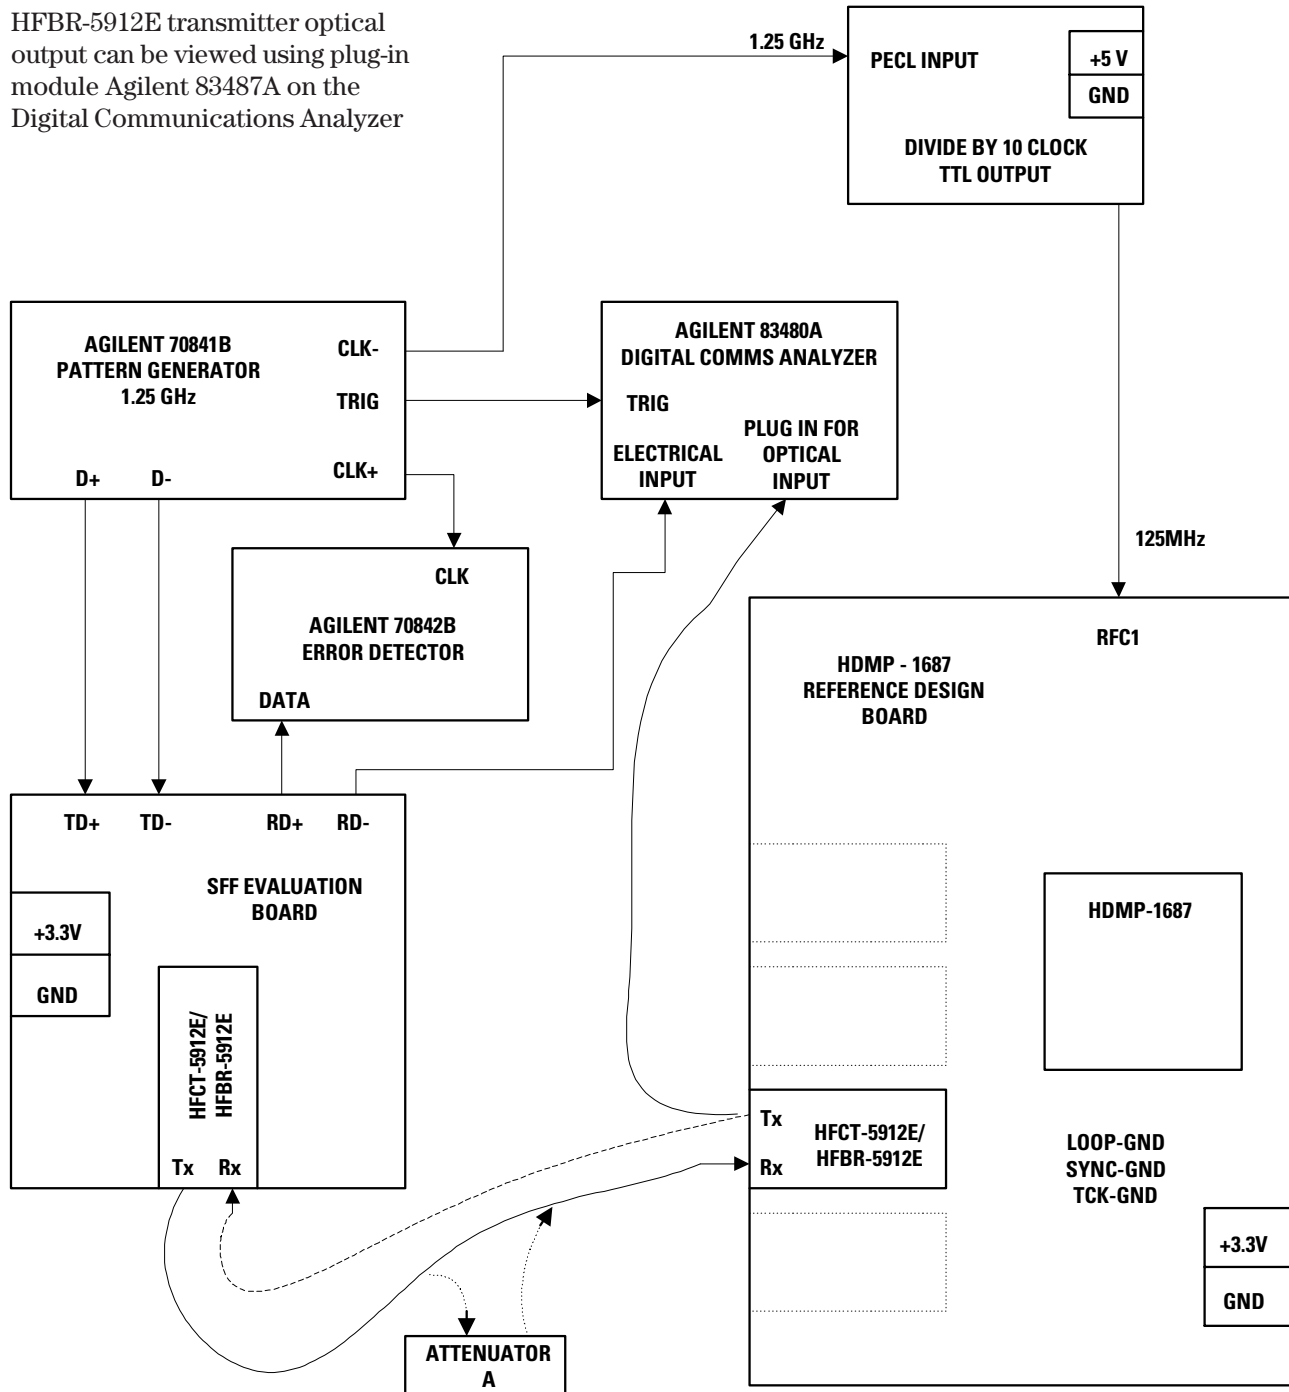 HFBR-5912E transmitter optical
output can be viewed using plug-in
module Agilent 83487A on the
Digital Communications Analyzer
1.25 GHz
PECL INPUT
+5 V
GND
DIVIDE BY 10 CLOCK
TTL OUTPUT
AGILENT 70841B
PATTERN GENERATOR
1.25 GHz
CLK-
TRIG
CLK+
D+
D-
AGILENT 83480A
DIGITAL COMMS ANALYZER
TRIG
ELECTRICAL
INPUT
PLUG IN FOR
OPTICAL
INPUT
125MHz
CLK
AGILENT 70842B
ERROR DETECTOR
DATA
RFC1
HDMP - 1687
REFERENCE DESIGN
BOARD
TD+
TD-
RD+
RD-
SFF EVALUATION
BOARD
+3.3V
GND
HFCT-5912E/
HFBR-5912E
Tx
Rx
HDMP-1687
Tx
Rx
HFCT-5912E/
HFBR-5912E
LOOP-GND
SYNC-GND
TCK-GND
+3.3V
GND
ATTENUATOR
A